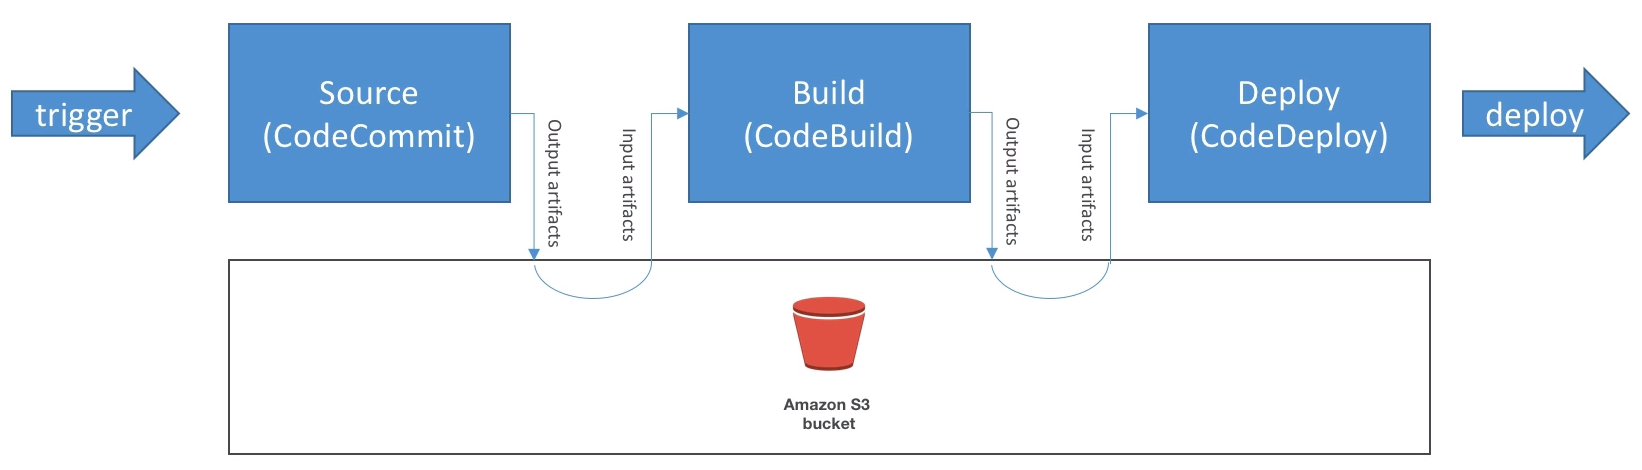 trigger
Source
(CodeCommit)
Output artifacts
Input artifacts
Build
(CodeBuild)
Output artifacts
Input artifacts
Deploy
(CodeDeploy)
deploy
Amazon S3
bucket